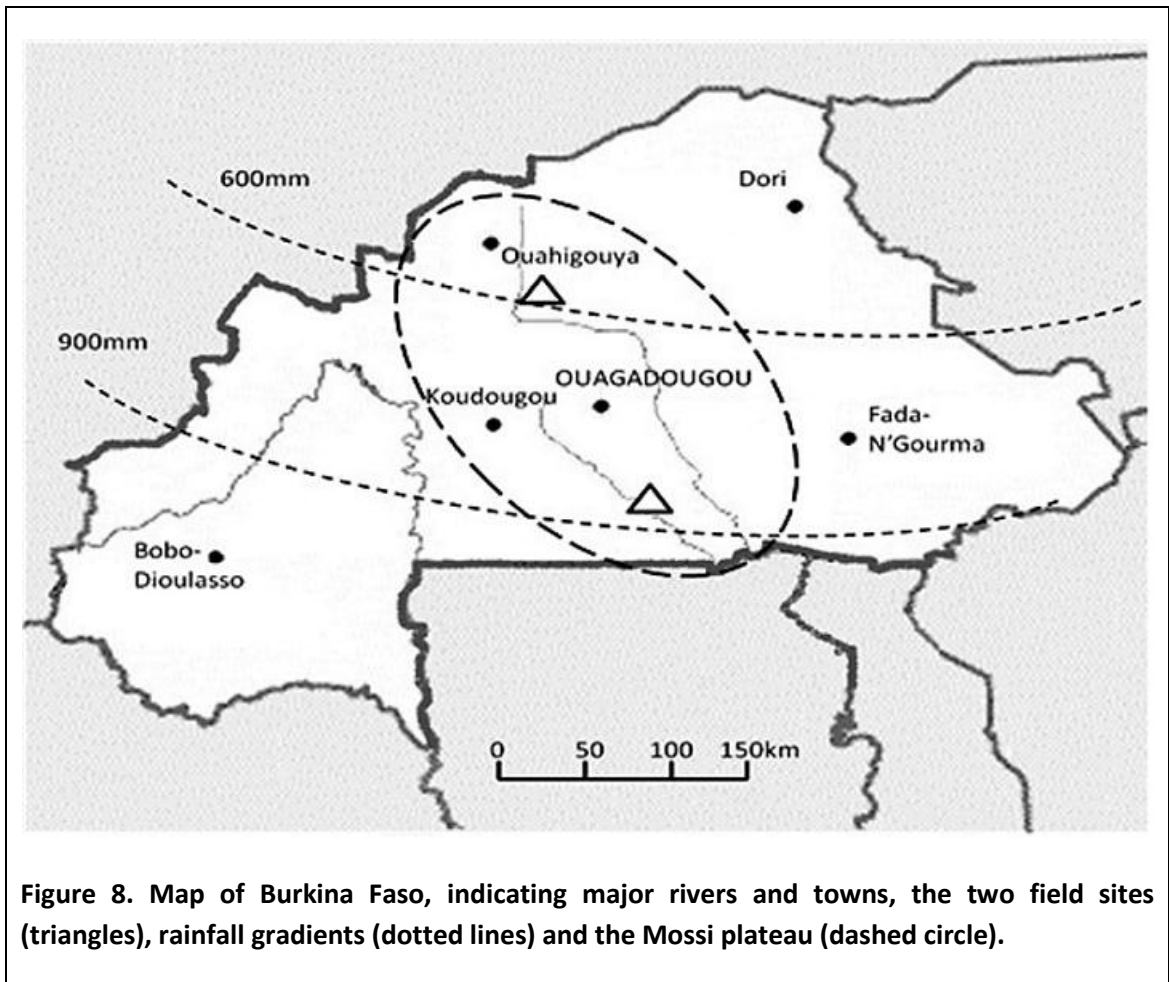 600mm
Dori
Ouahigouya
900mm
Koudougou
OUAGADOUGOU
Fada-
N'Gourma
Bobo-
Dioulasso
0 50 100 150km
Figure 8. Map of Burkina Faso, indicating major rivers and towns, the two field sites
(triangles), rainfall gradients (dotted lines) and the Mossi plateau (dashed circle).